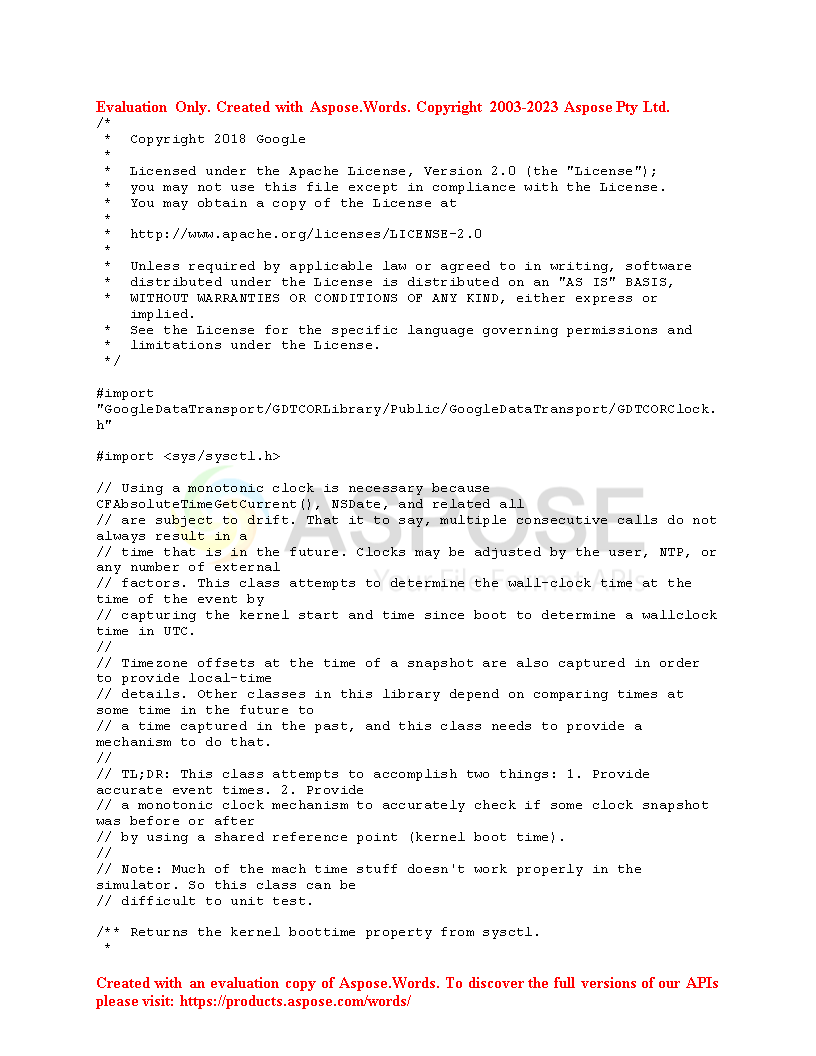 Evaluation Only. Created with Aspose.Words. Copyright 2003-2023 Aspose Pty Ltd.
/*
 *  Copyright 2018 Google
 *
 *  Licensed under the Apache License, Version 2.0 (the "License");
 *  you may not use this file except in compliance with the License.
 *  You may obtain a copy of the License at
 *
 *  http://www.apache.org/licenses/LICENSE-2.0
 *
 *  Unless required by applicable law or agreed to in writing, software
 *  distributed under the License is distributed on an "AS IS" BASIS,
 *  WITHOUT WARRANTIES OR CONDITIONS OF ANY KIND, either express or
    implied.
 *  See the License for the specific language governing permissions and
 *  limitations under the License.
 */
#import
"GoogleDataTransport/GDTCORLibrary/Public/GoogleDataTransport/GDTCORClock.
h"
#import <sys/sysctl.h>
// Using a monotonic clock is necessary because
CFAbsoluteTimeGetCurrent(), NSDate, and related all
// are subject to drift. That it to say, multiple consecutive calls do not
always result in a
// time that is in the future. Clocks may be adjusted by the user, NTP, or
any number of external
// factors. This class attempts to determine the wall-clock time at the
time of the event by
// capturing the kernel start and time since boot to determine a wallclock
time in UTC.
//
// Timezone offsets at the time of a snapshot are also captured in order
to provide local-time
// details. Other classes in this library depend on comparing times at
some time in the future to
// a time captured in the past, and this class needs to provide a
mechanism to do that.
//
// TL;DR: This class attempts to accomplish two things: 1. Provide
accurate event times. 2. Provide
// a monotonic clock mechanism to accurately check if some clock snapshot
was before or after
// by using a shared reference point (kernel boot time).
//
// Note: Much of the mach time stuff doesn't work properly in the
simulator. So this class can be
// difficult to unit test.
/** Returns the kernel boottime property from sysctl.
 *
Created with an evaluation copy of Aspose.Words. To discover the full versions of our APIs
please visit: https://products.aspose.com/words/
ASPOSE
Your File Format APIs